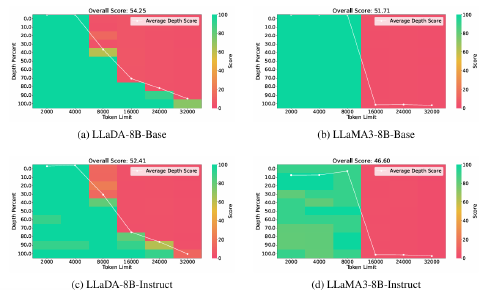 Overall Score: 54.25
Average Depth Score
Depth Percent
0.0
10.0
20.0
30.0
40.0
50.0
60.0
70.0
80.0
90.0
100.0
2000 4000 8000 16000 24000 32000
Token Limit
100
80
60
40
20
0
Score
(a) LLaDA-8B-Base
Overall Score: 51.71
Average Depth Score
Depth Percent
0.0
10.0
20.0
30.0
40.0
50.0
60.0
70.0
80.0
90.0
100.0
2000 4000 8000 16000 24000 32000
Token Limit
100
80
60
40
20
0
Score
(b) LLaMA3-8B-Base
Overall Score: 52.41
Average Depth Score
Depth Percent
0.0
10.0
20.0
30.0
40.0
50.0
60.0
70.0
80.0
90.0
100.0
2000 4000 8000 16000 24000 32000
Token Limit
100
80
60
40
20
0
Score
(c) LLaDA-8B-Instruct
Overall Score: 46.60
Average Depth Score
Depth Percent
0.0
10.0
20.0
30.0
40.0
50.0
60.0
70.0
80.0
90.0
100.0
2000 4000 8000 16000 24000 32000
Token Limit
100
80
60
40
20
0
Score
(d) LLaMA3-8B-Instruct